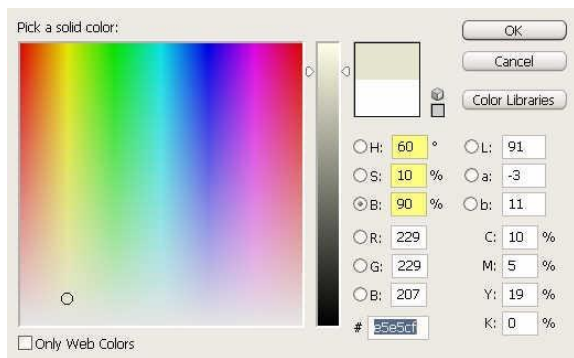 Pick a solid color:
OK
Cancel
Color Libraries
H: 60 °
L: 91
S: 10 %
a: -3
B: 90 %
b: 11
R: 229
C: 10 %
G: 229
M: 5 %
B: 207
Y: 19 %
# e5e5cf
K: 0 %
Only Web Colors